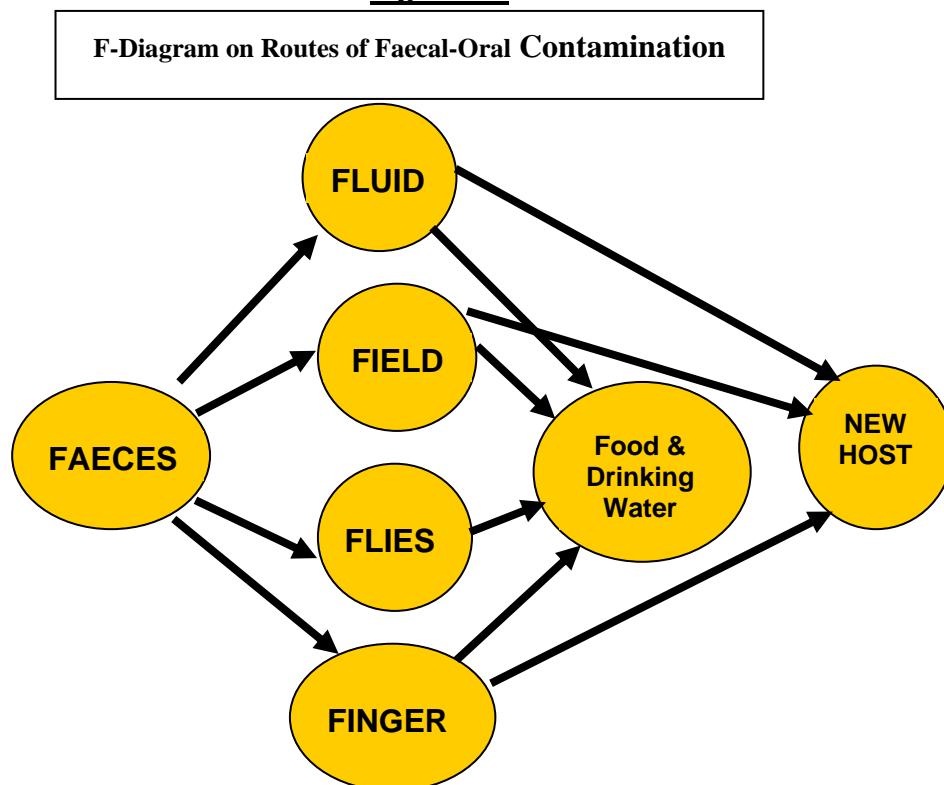 F-Diagram on Routes of Faecal-Oral Contamination
FLUID
FIELD
FAECES
FLIES
FINGER
Food &
Drinking
Water
NEW
HOST